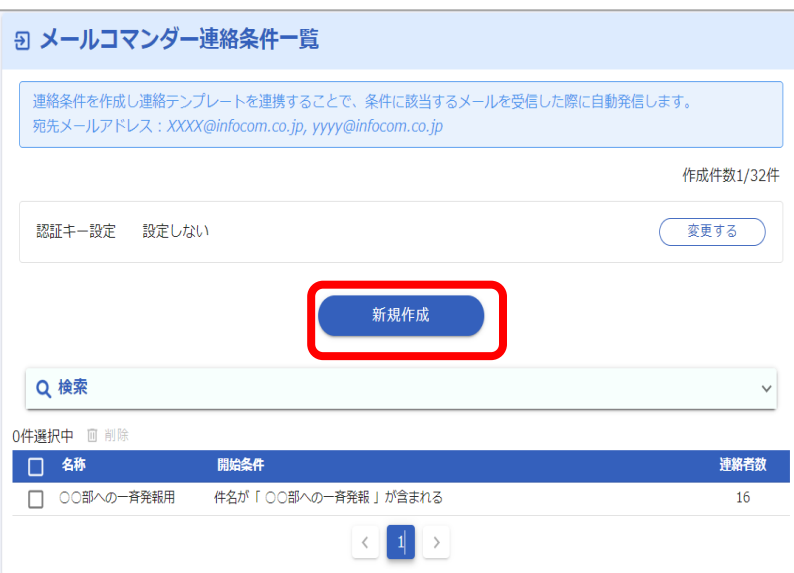 メールコマンダー連絡条件一覧
連絡条件を作成し連絡テンプレートを連携することで、条件に該当するメールを受信した際に自動発信します。
宛先メールアドレス：XXXX@infocom.co.jp, yyyy@infocom.co.jp
作成件数1/32件
認証キー設定 設定しない 変更する
新規作成
検索
0件選択中 削除
名称 開始条件 連絡者数
○○部への一斉発報用 件名が「 ○○部への一斉発報 」が含まれる 16
< 1 >